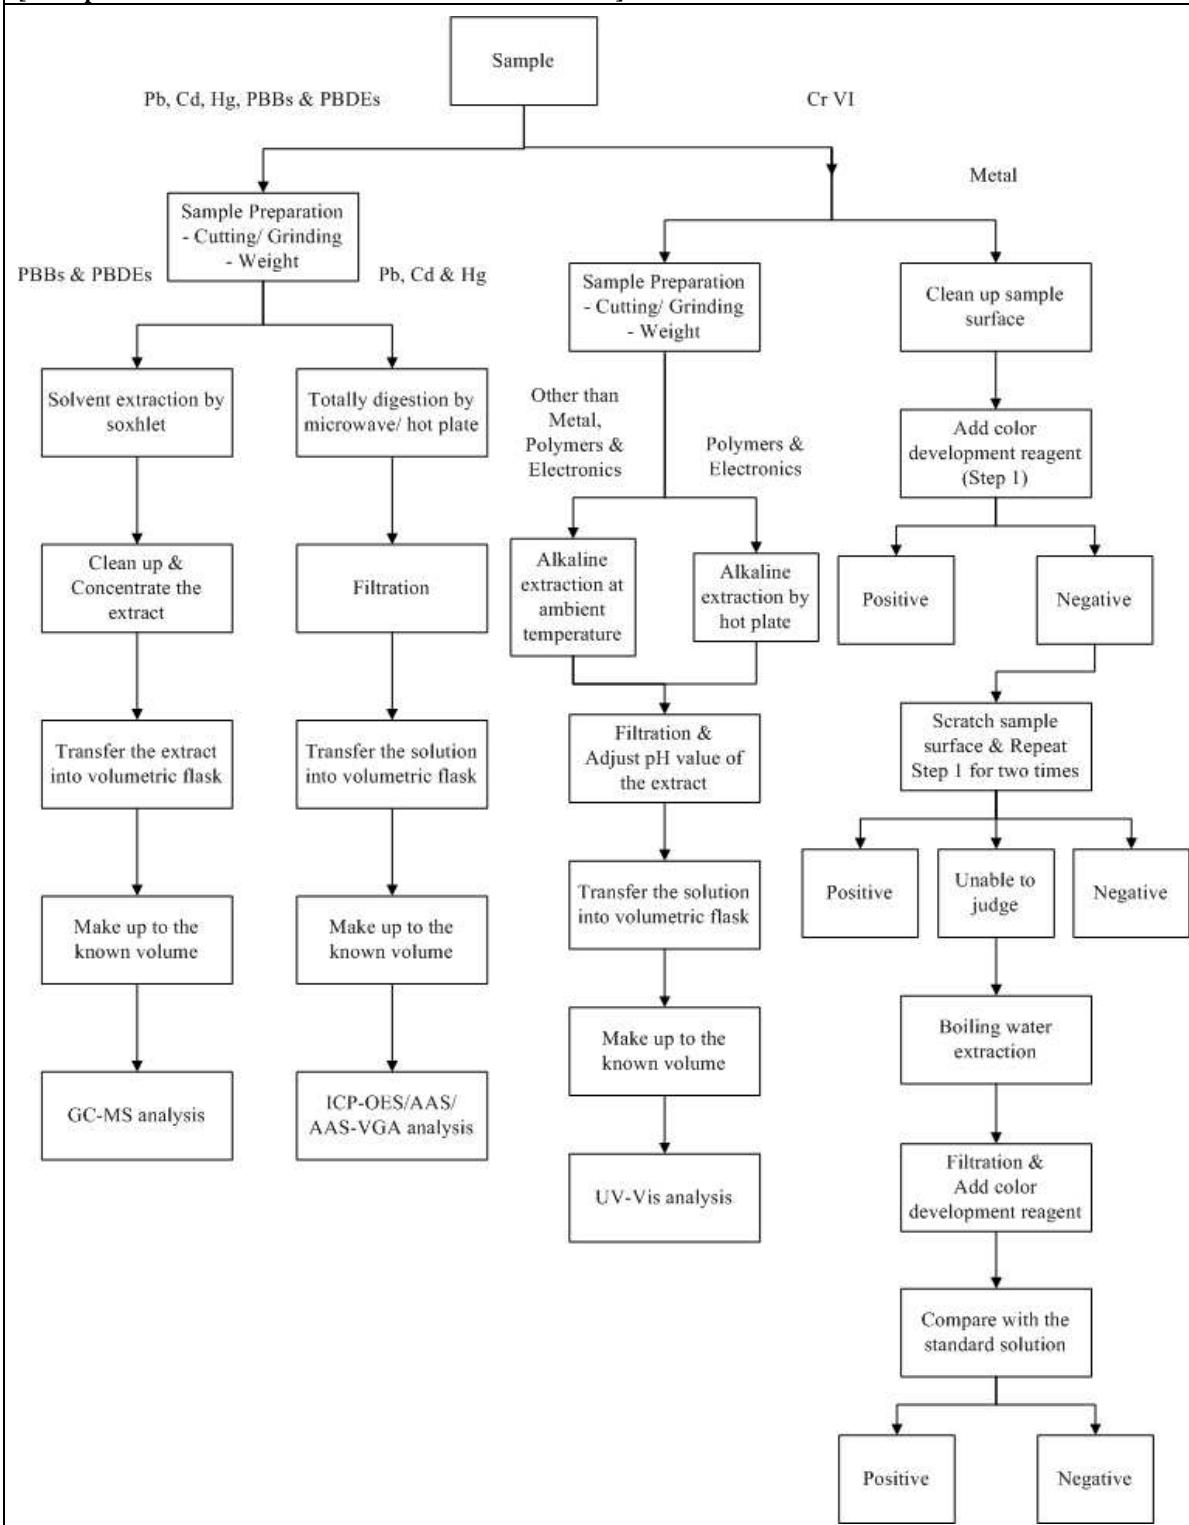 Sample
Pb, Cd, Hg, PBBs & PBDEs
Cr VI
Metal
Sample Preparation
- Cutting/ Grinding
- Weight
PBBs & PBDEs
Pb, Cd & Hg
Sample Preparation
- Cutting/ Grinding
- Weight
Clean up sample
surface
Solvent extraction by
soxhlet
Totally digestion by
microwave/ hot plate
Other than
Metal,
Polymers &
Electronics
Polymers &
Electronics
Add color
development reagent
(Step 1)
Clean up &
Concentrate the
extract
Filtration
Alkaline
extraction at
ambient
temperature
Alkaline
extraction by
hot plate
Positive
Negative
Transfer the extract
into volumetric flask
Transfer the solution
into volumetric flask
Filtration &
Adjust pH value of
the extract
Scratch sample
surface & Repeat
Step 1 for two times
Positive
Unable to
judge
Negative
Transfer the solution
into volumetric flask
Make up to the
known volume
Make up to the
known volume
Boiling water
extraction
Make up to the
known volume
GC-MS analysis
ICP-OES/AAS/
AAS-VGA analysis
Filtration &
Add color
development reagent
UV-Vis analysis
Compare with the
standard solution
Positive
Negative